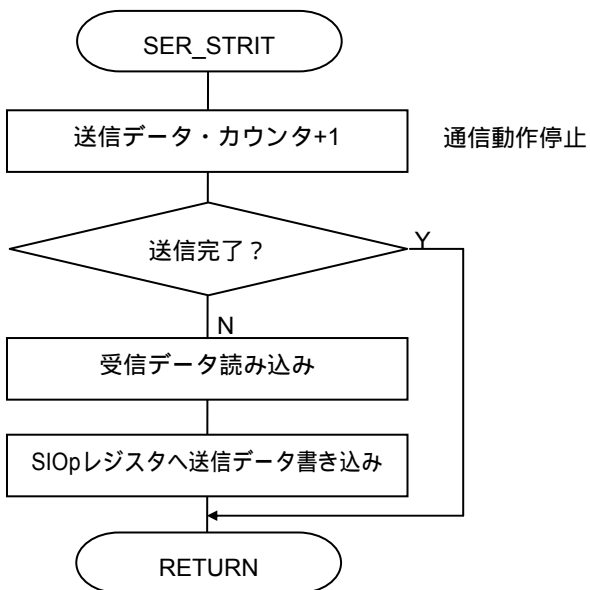 SER_STRIT
送信データ・カウンタ+1
通信動作停止
送信完了？
Y
N
受信データ読み込み
SIOpレジスタへ送信データ書き込み
RETURN